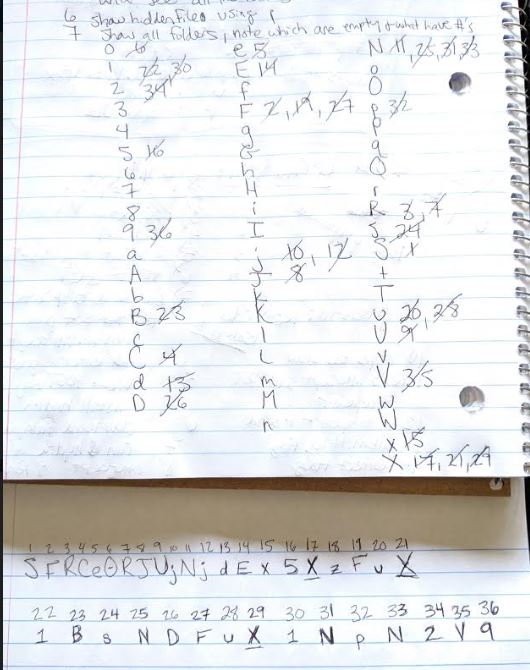 6 Show hidden files using
7 Show all folders, note which are empty & what have #'s
0 6
1 22, 30
2 34
3
4
5 16
6
7
8
9 36
a
A
b
B 23
c
C 4
d 13
D 26
e 5
E 14
f
F 2, 19, 27
g
G
h
H
i
I
j 10, 12
J 8
k
K
l
L
m
M
n
N 11, 25, 31, 33
o
O
p 32
P
q
Q
r
R 3, 7
s 24
S 1
t
T
u 20, 28
U 9
v
V 35
w
W
x 15
X 17, 21, 29
1 2 3 4 5 6 7 8 9 10 11 12 13 14 15 16 17 18 19 20 21
S F R C e 0 R J U j N j d E x 5 X z F u X
22 23 24 25 26 27 28 29 30 31 32 33 34 35 36
1 B s N D F u X 1 N p N 2 V 9